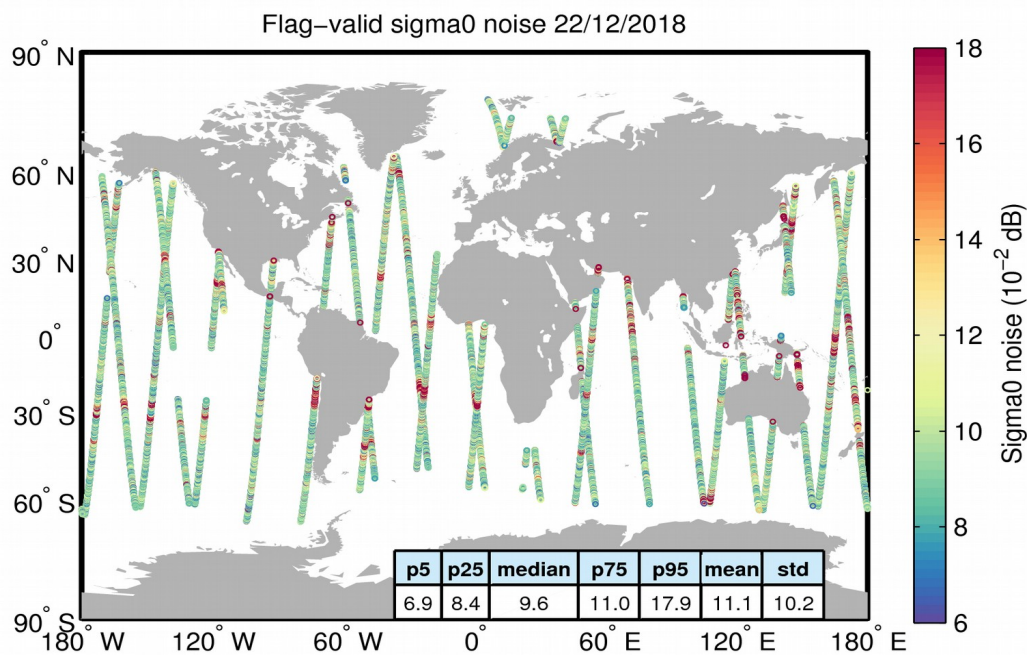 Flag−valid sigma0 noise 22/12/2018
90° N
60° N
30° N
0°
30° S
60° S
90° S
180° W
120° W
60° W
0°
60° E
120° E
180° E
p5 p25 median p75 p95 mean std
6.9 8.4 9.6 11.0 17.9 11.1 10.2
18
16
14
12
10
8
6
Sigma0 noise (10⁻² dB)